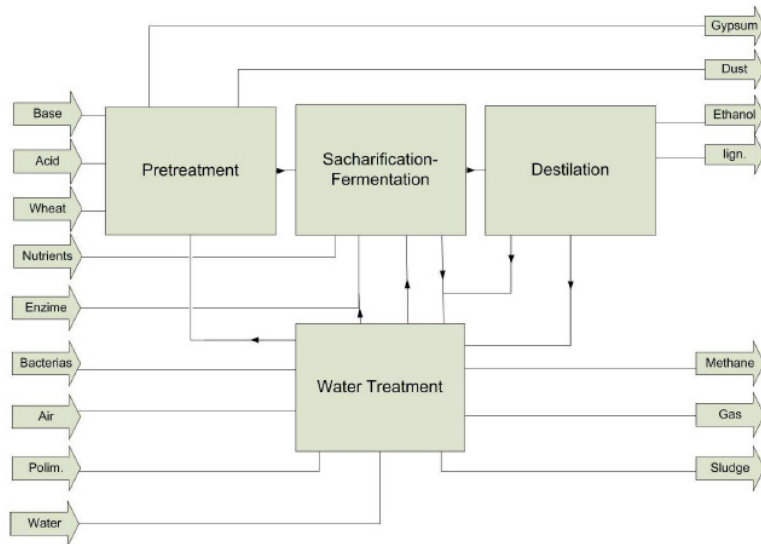 Gypsum
Dust
Base
Ethanol
Acid
Pretreatment
Sacharification-
Fermentation
Destilation
lign.
Wheat
Nutrients
Enzime
Bacterias
Water Treatment
Methane
Air
Gas
Polim.
Sludge
Water